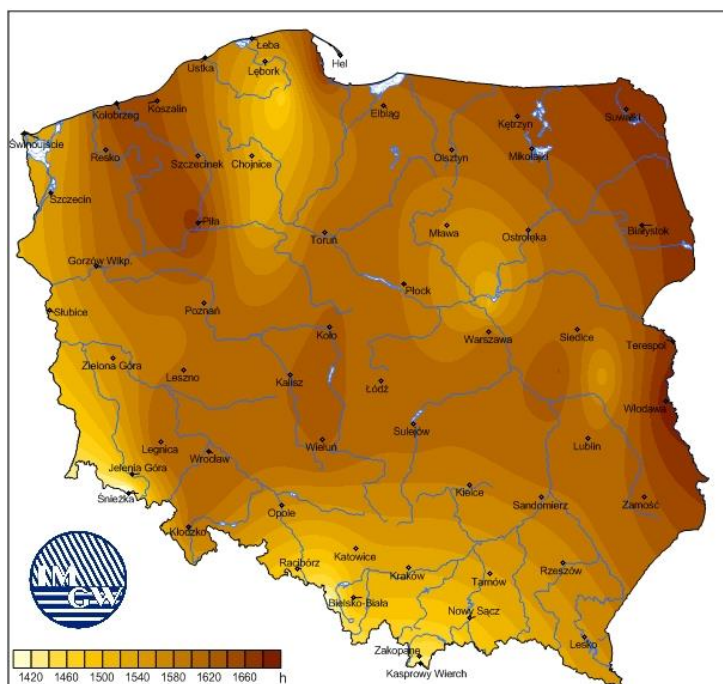 Łeba
Ustka
Lębork
Hel
Kołobrzeg
Koszalin
Elbląg
Kętrzyn
Suwałki
Świnoujście
Resko
Szczecinek
Chojnice
Olsztyn
Mikołajki
Szczecin
Piła
Toruń
Mława
Ostrołęka
Białystok
Gorzów Wlkp.
Płock
Słubice
Poznań
Koło
Warszawa
Siedlce
Terespol
Zielona Góra
Leszno
Kalisz
Łódź
Włodawa
Sulejów
Legnica
Wrocław
Wieluń
Lublin
Jelenia Góra
Śnieżka
Opole
Kielce
Sandomierz
Zamość
Kłodzko
Racibórz
Katowice
Kraków
Tarnów
Rzeszów
Bielsko-Biała
Nowy Sącz
Lesko
Zakopane
Kasprowy Wierch
IM
GW
1420 1460 1500 1540 1580 1620 1660 h